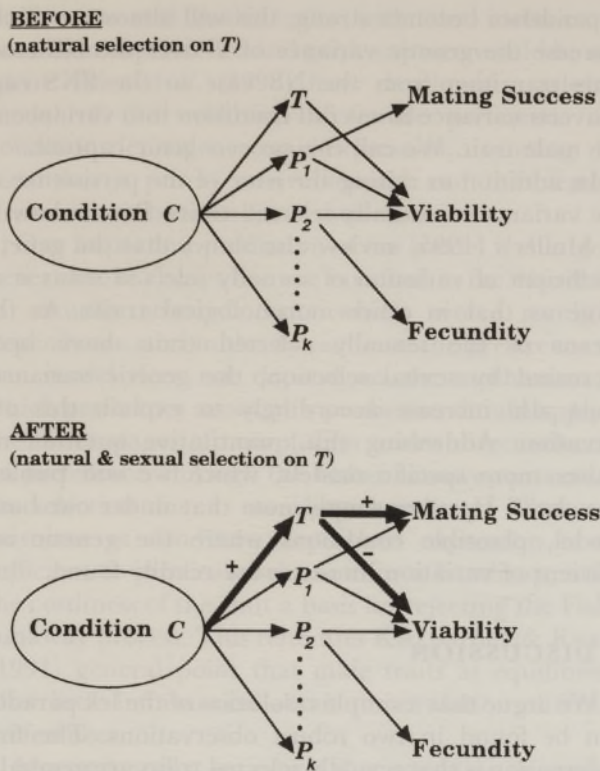 BEFORE
(natural selection on T)
T
Mating Success
P1
Condition C
P2
Viability
Pk
Fecundity
AFTER
(natural & sexual selection on T)
+
T
Mating Success
+
-
P1
Condition C
P2
Viability
Pk
Fecundity